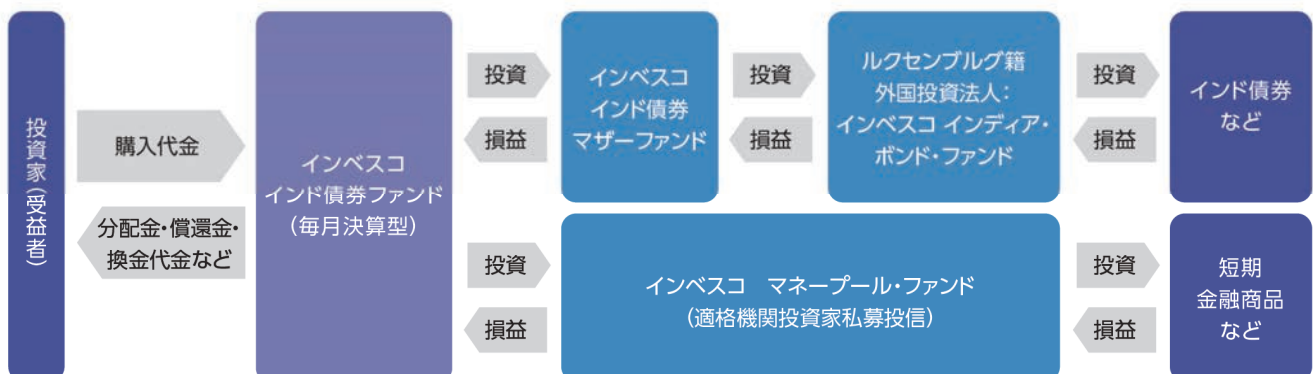 投資家(受益者)
購入代金
分配金・償還金・
換金代金など
インベスコ
インド債券ファンド
(毎月決算型)
投資
損益
インベスコ
インド債券
マザーファンド
投資
損益
ルクセンブルグ籍
外国投資法人:
インベスコ インディア・
ボンド・ファンド
投資
損益
インド債券
など
投資
損益
インベスコ　マネープール・ファンド
(適格機関投資家私募投信)
投資
損益
短期
金融商品
など